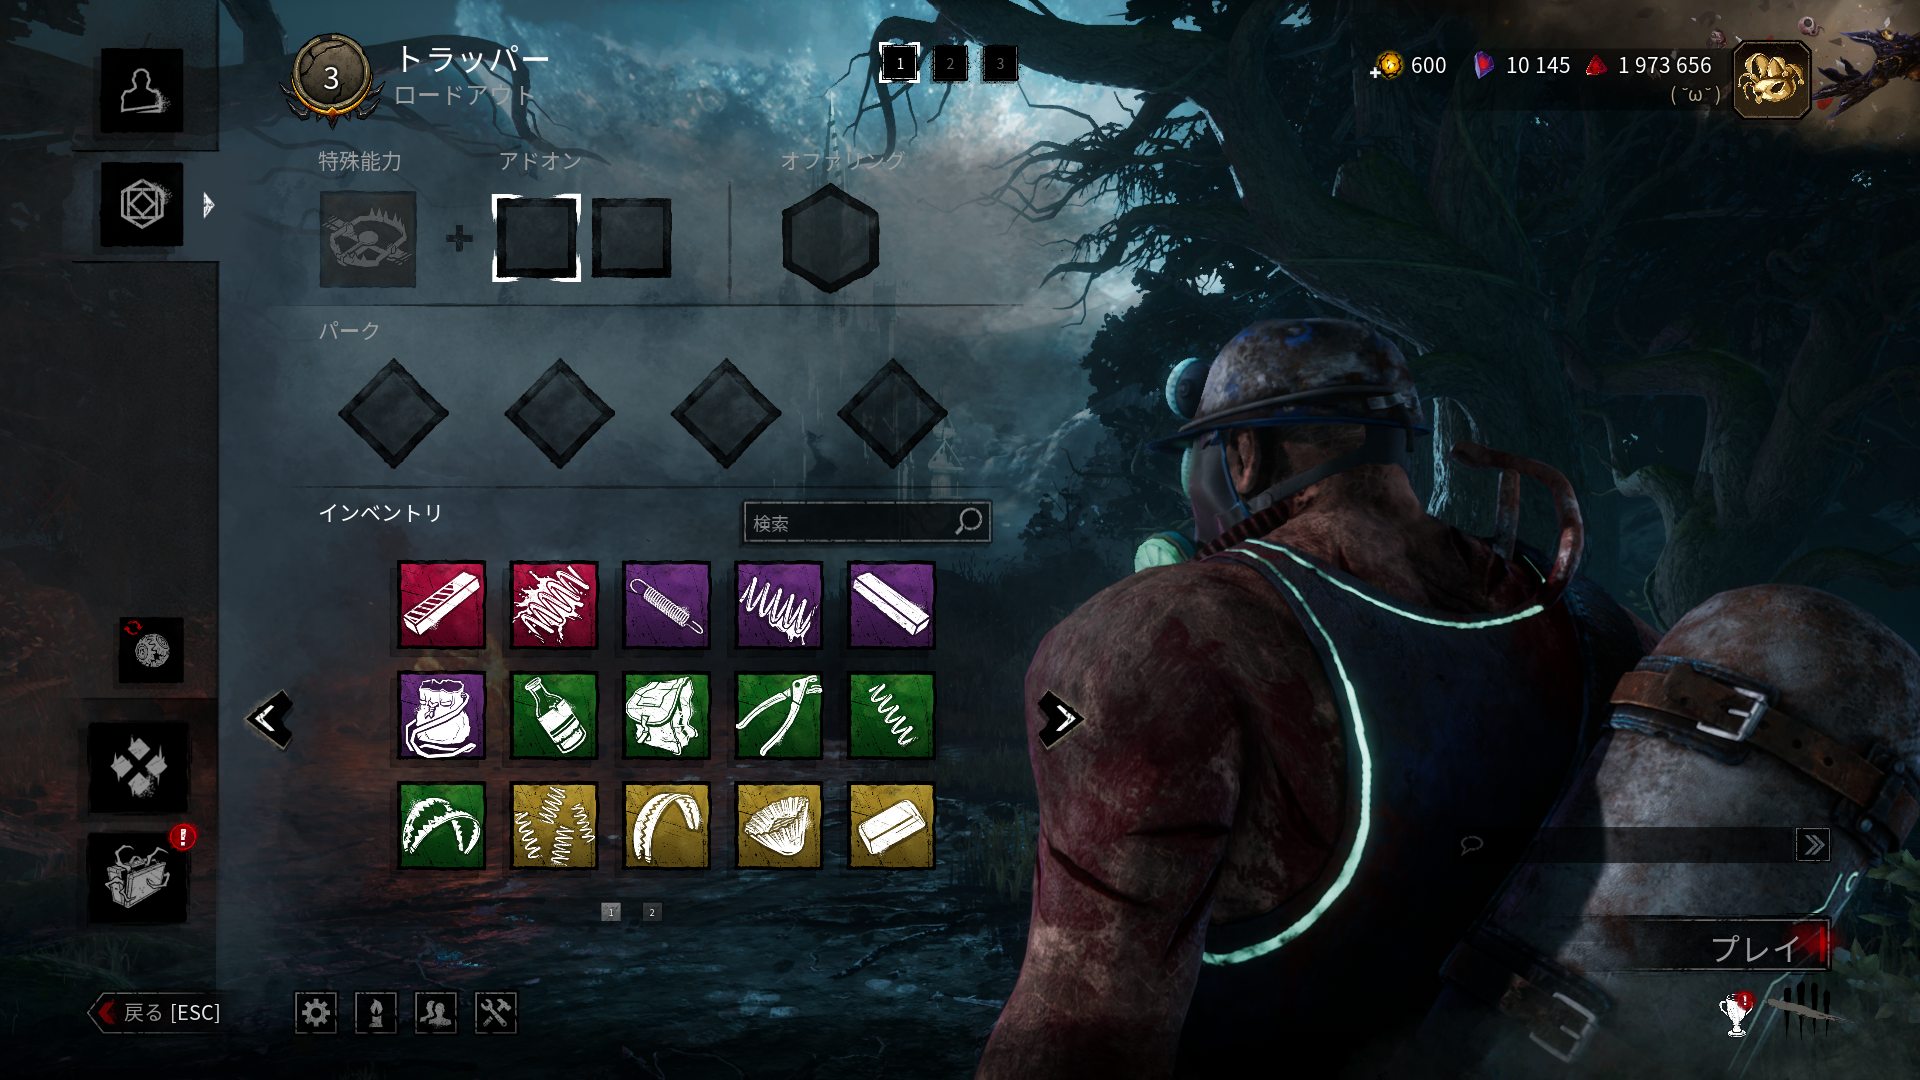 3
トラッパー
ロードアウト
1 2 3
600 10 145 1 973 656
( ˘ω˘ )
特殊能力 アドオン オファリング
パーク
インベントリ
検索
1 2
プレイ
戻る [ESC]